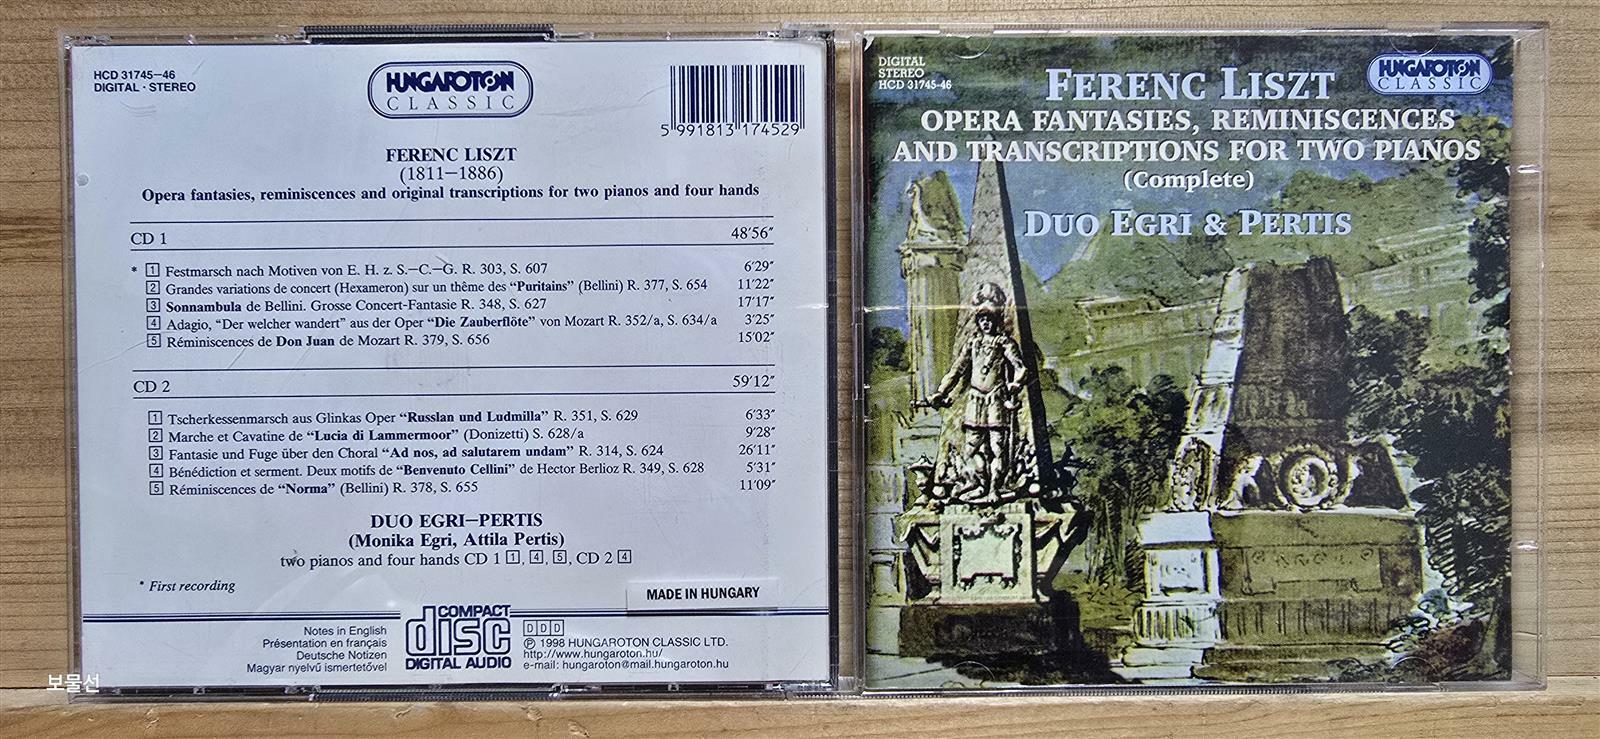 HCD 31745–46
DIGITAL · STEREO
HUNGAROTON
CLASSIC
5 991813 174529
FERENC LISZT
(1811–1886)
Opera fantasies, reminiscences and original transcriptions for two pianos and four hands
CD 1 48′56″
* 1 Festmarsch nach Motiven von E. H. z. S.–C.–G. R. 303, S. 607 6′29″
2 Grandes variations de concert (Hexameron) sur un thême des “Puritains” (Bellini) R. 377, S. 654 11′22″
3 Sonnambula de Bellini. Grosse Concert-Fantasie R. 348, S. 627 17′17″
4 Adagio, “Der welcher wandert” aus der Oper “Die Zauberflöte” von Mozart R. 352/a, S. 634/a 3′25″
5 Réminiscences de Don Juan de Mozart R. 379, S. 656 15′02″
CD 2 59′12″
1 Tscherkessenmarsch aus Glinkas Oper “Russlan und Ludmilla” R. 351, S. 629 6′33″
2 Marche et Cavatine de “Lucia di Lammermoor” (Donizetti) S. 628/a 9′28″
3 Fantasie und Fuge über den Choral “Ad nos, ad salutarem undam” R. 314, S. 624 26′11″
4 Bénédiction et serment. Deux motifs de “Benvenuto Cellini” de Hector Berlioz R. 349, S. 628 5′31″
5 Réminiscences de “Norma” (Bellini) R. 378, S. 655 11′09″
DUO EGRI–PERTIS
(Monika Egri, Attila Pertis)
two pianos and four hands CD 1 1, 4, 5, CD 2 4
* First recording
MADE IN HUNGARY
Notes in English
Présentation en français
Deutsche Notizen
Magyar nyelvű ismertetővel
COMPACT
disc
DIGITAL AUDIO
DDD
Ⓟ 1998 HUNGAROTON CLASSIC LTD.
http://www.hungaroton.hu/
e-mail: hungaroton@mail.hungaroton.hu
보물선
DIGITAL
STEREO
HCD 31745-46
HUNGAROTON
CLASSIC
FERENC LISZT
OPERA FANTASIES, REMINISCENCES
AND TRANSCRIPTIONS FOR TWO PIANOS
(Complete)
DUO EGRI & PERTIS